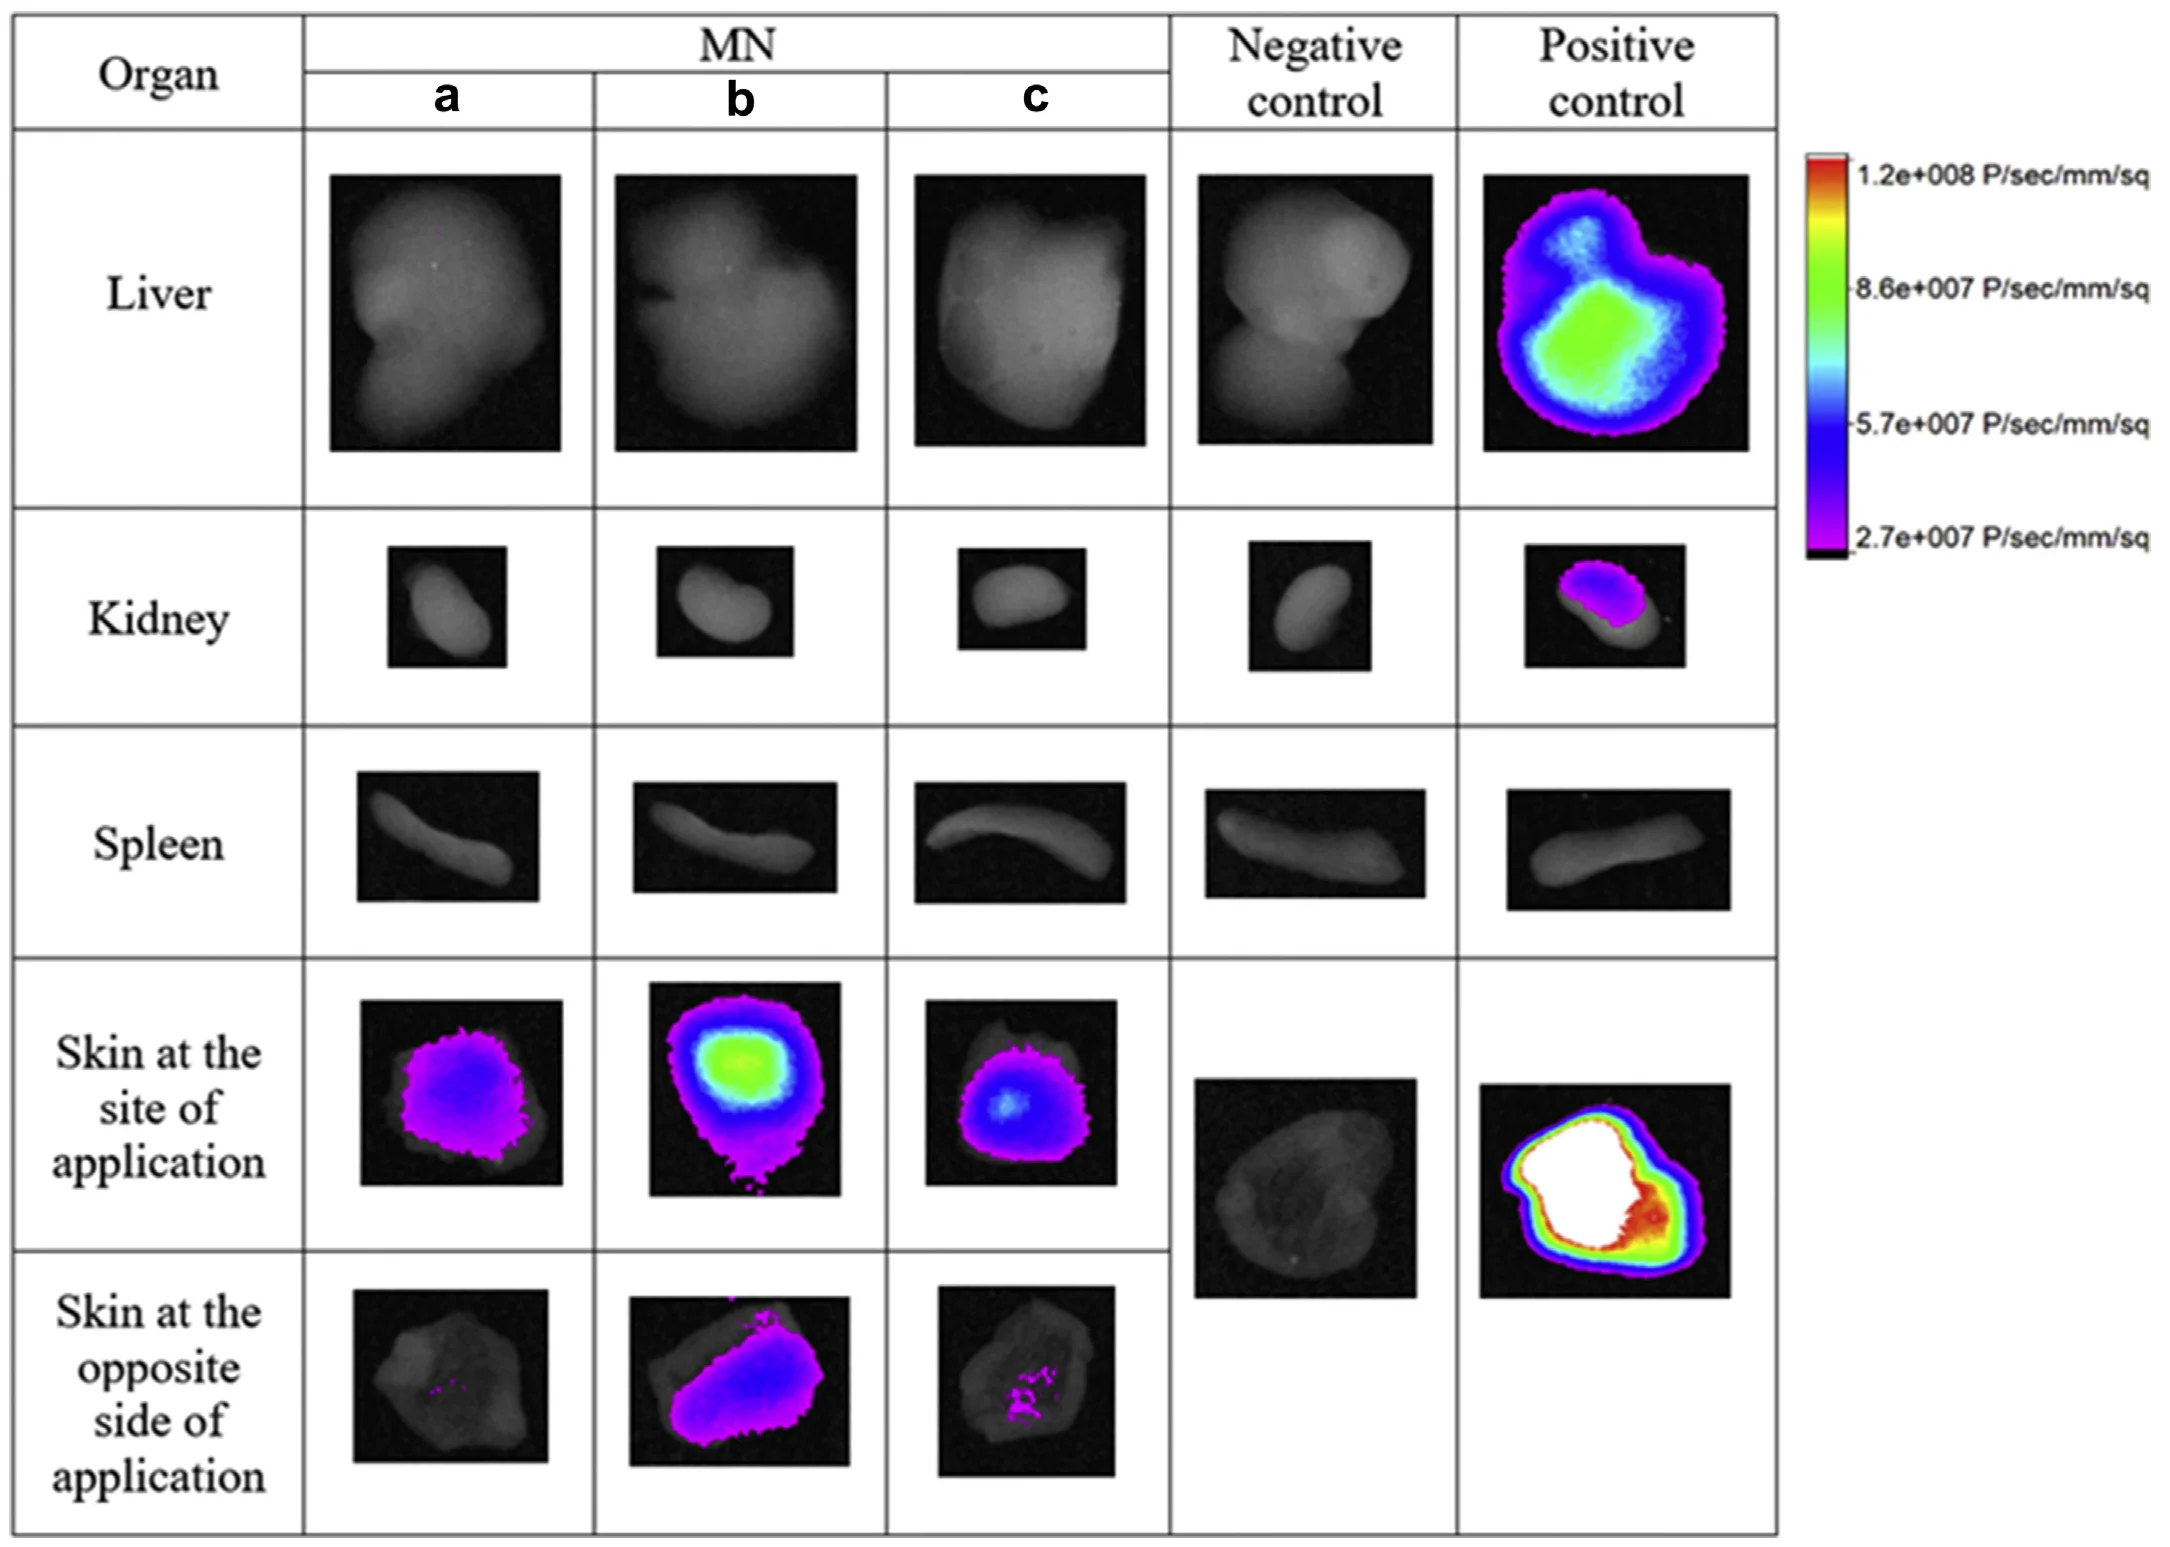 Organ
MN
a
b
c
Negative
control
Positive
control
Liver
Kidney
Spleen
Skin at the
site of
application
Skin at the
opposite
side of
application
1.2e+008 P/sec/mm/sq
8.6e+007 P/sec/mm/sq
5.7e+007 P/sec/mm/sq
2.7e+007 P/sec/mm/sq